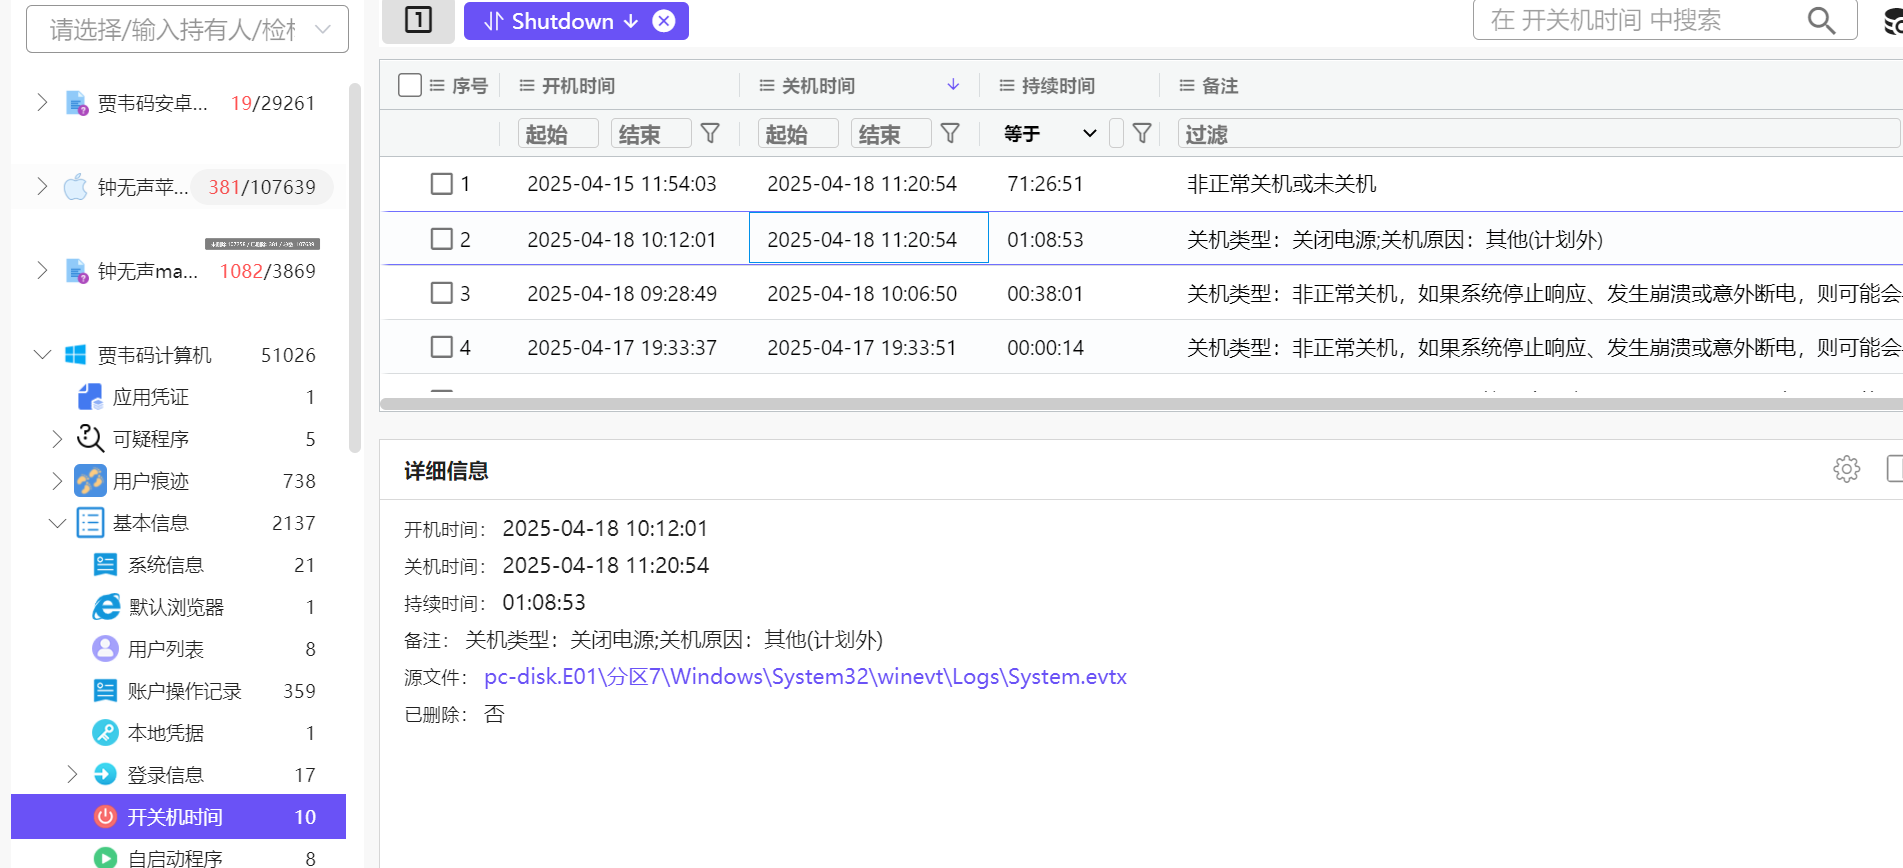 请选择/输入持有人/检材
贾韦码安卓... 19/29261
钟无声苹... 381/107639
钟无声ma... 1082/3869
贾韦码计算机 51026
应用凭证 1
可疑程序 5
用户痕迹 738
基本信息 2137
系统信息 21
默认浏览器 1
用户列表 8
账户操作记录 359
本地凭据 1
登录信息 17
开关机时间 10
自启动程序 8
1 Shutdown ↓ 在 开关机时间 中搜索
序号 开机时间 关机时间 ↓ 持续时间 备注
起始 结束 起始 结束 等于 过滤
1 2025-04-15 11:54:03 2025-04-18 11:20:54 71:26:51 非正常关机或未关机
2 2025-04-18 10:12:01 2025-04-18 11:20:54 01:08:53 关机类型：关闭电源;关机原因：其他(计划外)
3 2025-04-18 09:28:49 2025-04-18 10:06:50 00:38:01 关机类型：非正常关机，如果系统停止响应、发生崩溃或意外断电，则可能会
4 2025-04-17 19:33:37 2025-04-17 19:33:51 00:00:14 关机类型：非正常关机，如果系统停止响应、发生崩溃或意外断电，则可能会
详细信息
开机时间： 2025-04-18 10:12:01
关机时间： 2025-04-18 11:20:54
持续时间： 01:08:53
备注： 关机类型：关闭电源;关机原因：其他(计划外)
源文件： pc-disk.E01\分区7\Windows\System32\winevt\Logs\System.evtx
已删除： 否